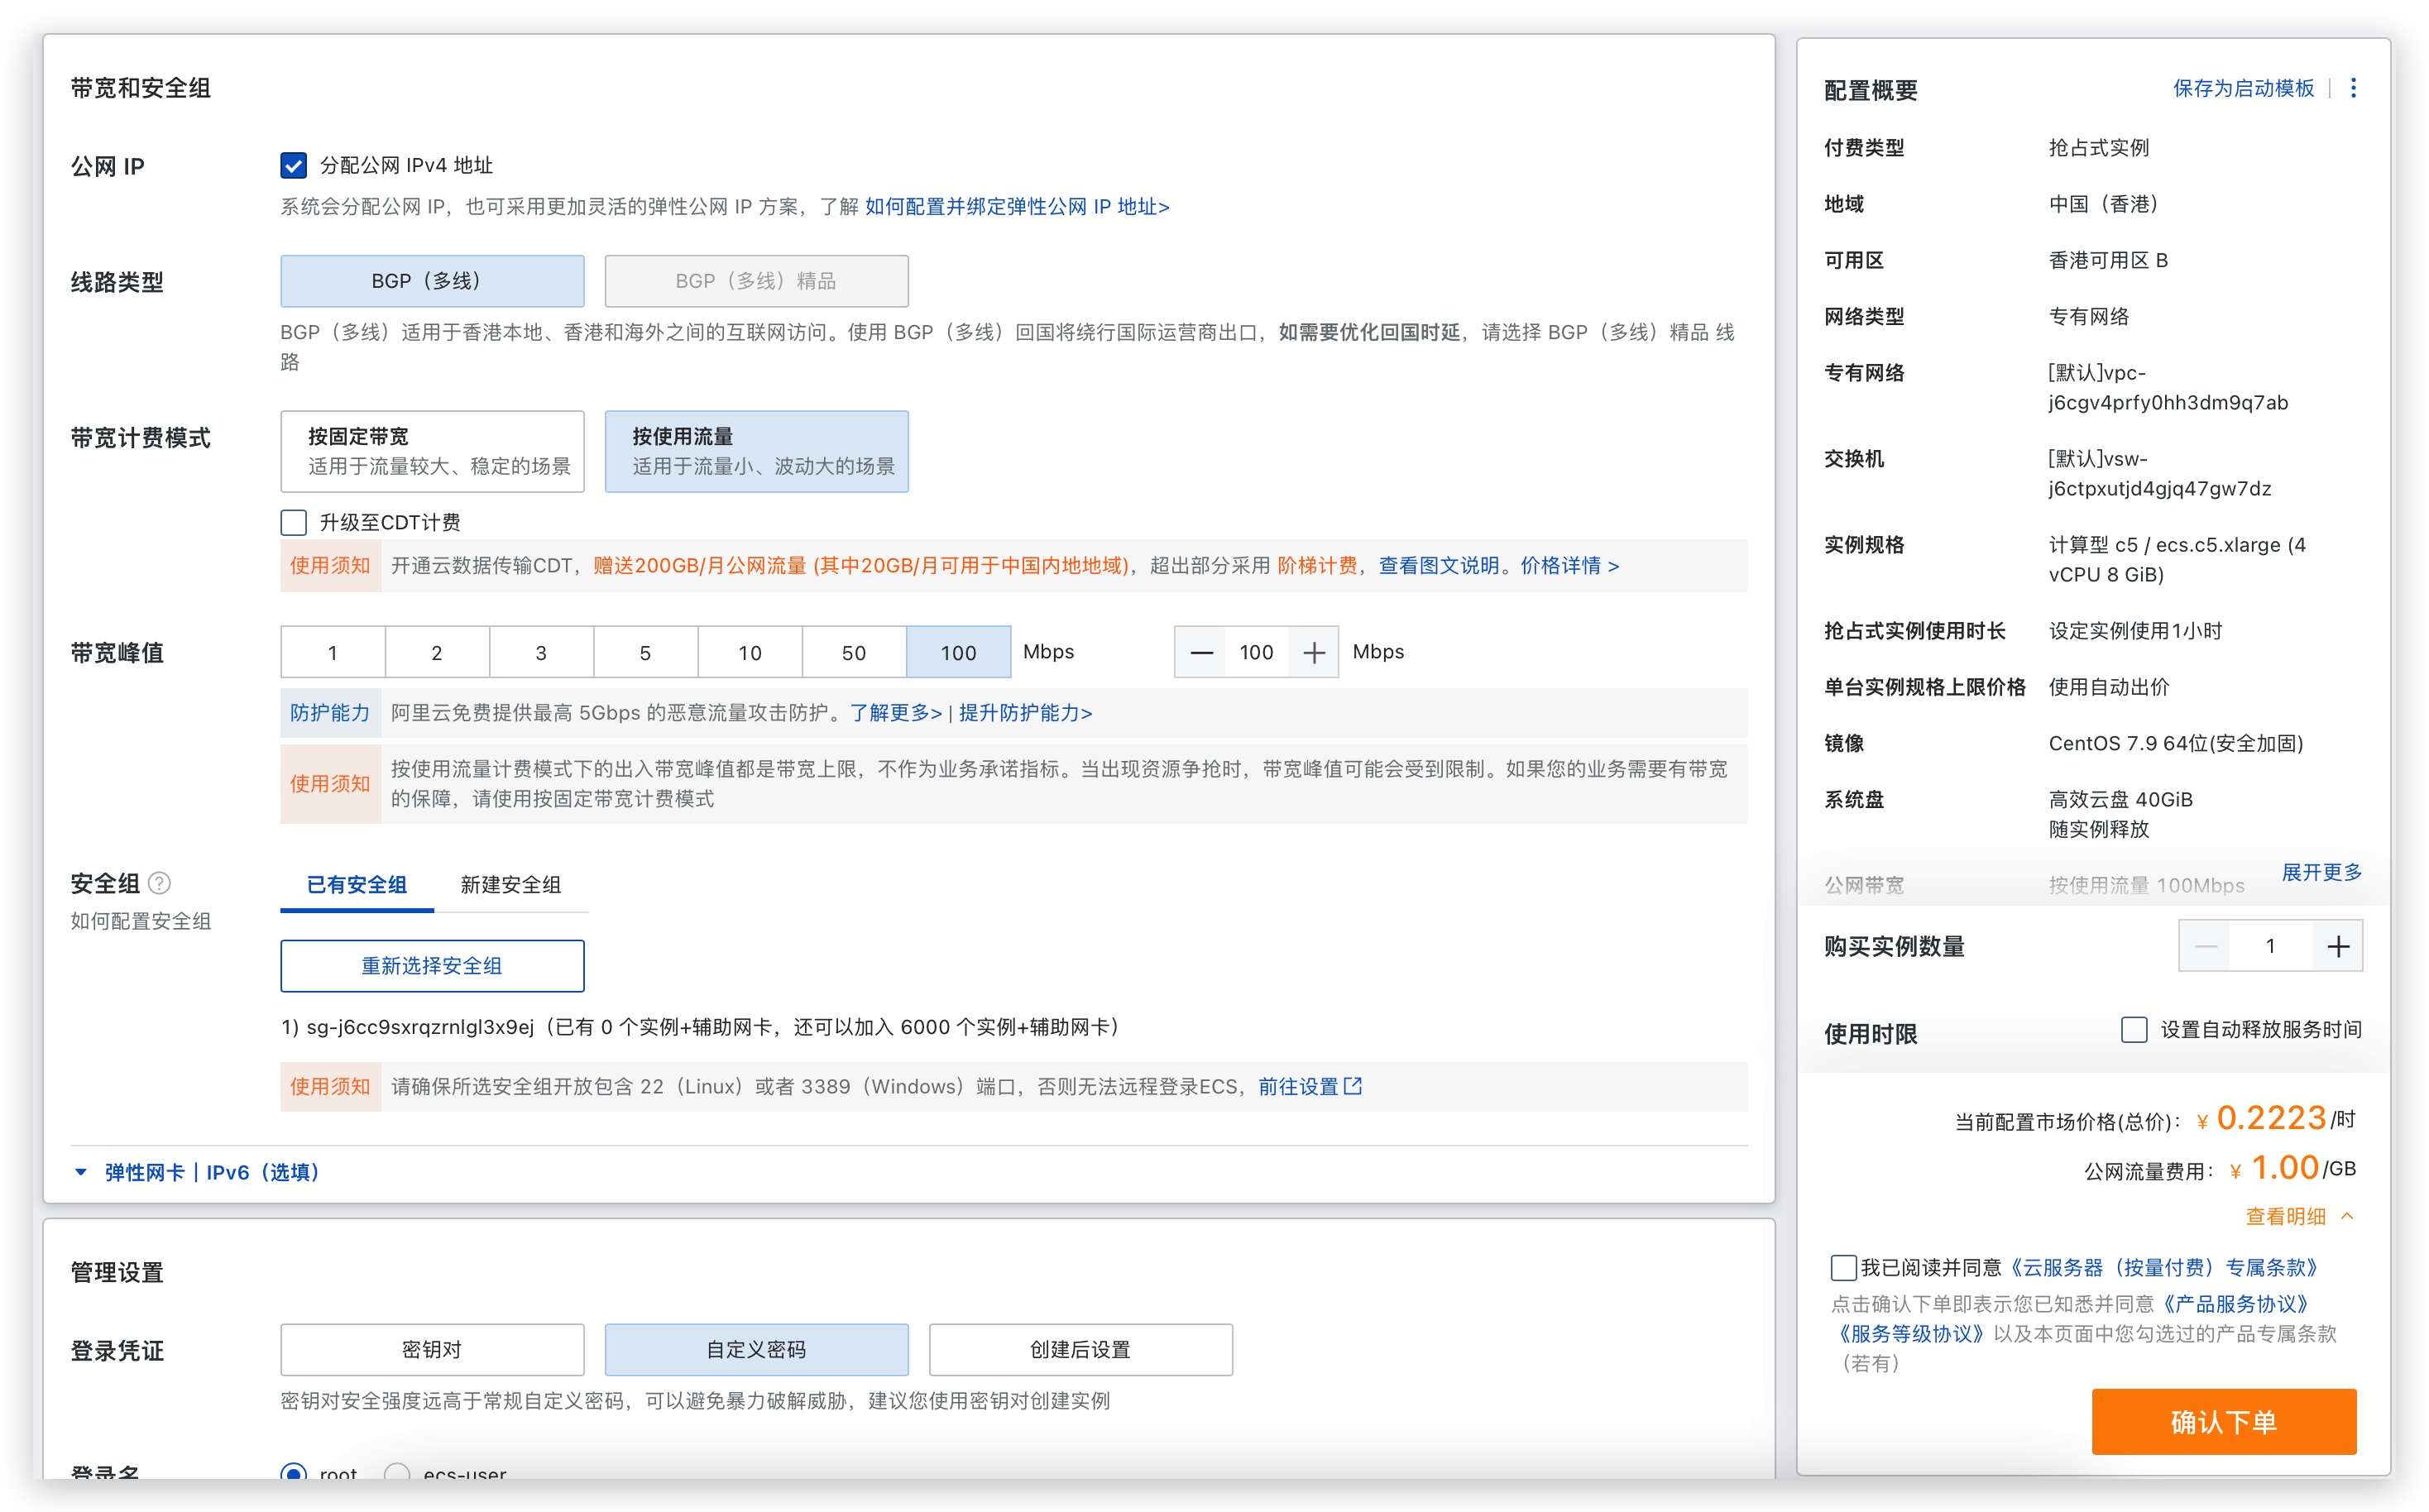 带宽和安全组
公网 IP
分配公网 IPv4 地址
系统会分配公网 IP，也可采用更加灵活的弹性公网 IP 方案，了解 如何配置并绑定弹性公网 IP 地址>
线路类型
BGP（多线）
BGP（多线）精品
BGP（多线）适用于香港本地、香港和海外之间的互联网访问。使用 BGP（多线）回国将绕行国际运营商出口，如需要优化回国时延，请选择 BGP（多线）精品 线
路
带宽计费模式
按固定带宽
适用于流量较大、稳定的场景
按使用流量
适用于流量小、波动大的场景
升级至CDT计费
使用须知
开通云数据传输CDT，赠送200GB/月公网流量 (其中20GB/月可用于中国内地地域)，超出部分采用 阶梯计费，查看图文说明。价格详情 >
带宽峰值
1 2 3 5 10 50 100 Mbps
100 Mbps
防护能力
阿里云免费提供最高 5Gbps 的恶意流量攻击防护。了解更多> | 提升防护能力>
使用须知
按使用流量计费模式下的出入带宽峰值都是带宽上限，不作为业务承诺指标。当出现资源争抢时，带宽峰值可能会受到限制。如果您的业务需要有带宽
的保障，请使用按固定带宽计费模式
安全组 ?
如何配置安全组
已有安全组
新建安全组
重新选择安全组
1) sg-j6cc9sxrqzrnlgl3x9ej（已有 0 个实例+辅助网卡，还可以加入 6000 个实例+辅助网卡）
使用须知
请确保所选安全组开放包含 22（Linux）或者 3389（Windows）端口，否则无法远程登录ECS，前往设置
弹性网卡 | IPv6（选填）
管理设置
登录凭证
密钥对
自定义密码
创建后设置
密钥对安全强度远高于常规自定义密码，可以避免暴力破解威胁，建议您使用密钥对创建实例
登录名
root
ecs-user
配置概要
保存为启动模板
付费类型
抢占式实例
地域
中国（香港）
可用区
香港可用区 B
网络类型
专有网络
专有网络
[默认]vpc-
j6cgv4prfy0hh3dm9q7ab
交换机
[默认]vsw-
j6ctpxutjd4gjq47gw7dz
实例规格
计算型 c5 / ecs.c5.xlarge (4
vCPU 8 GiB)
抢占式实例使用时长
设定实例使用1小时
单台实例规格上限价格
使用自动出价
镜像
CentOS 7.9 64位(安全加固)
系统盘
高效云盘 40GiB
随实例释放
公网带宽
按使用流量 100Mbps
展开更多
购买实例数量
1
使用时限
设置自动释放服务时间
当前配置市场价格(总价)： ¥ 0.2223/时
公网流量费用： ¥ 1.00/GB
查看明细
我已阅读并同意《云服务器（按量付费）专属条款》
点击确认下单即表示您已知悉并同意《产品服务协议》
《服务等级协议》以及本页面中您勾选过的产品专属条款
（若有）
确认下单